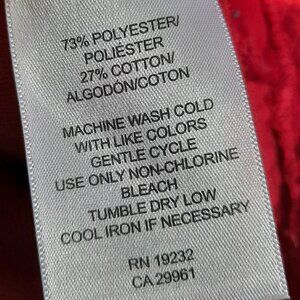 73% POLYESTER/
POLIÉSTER
27% COTTON/
ALGODÓN/COTON
MACHINE WASH COLD
WITH LIKE COLORS
GENTLE CYCLE
USE ONLY NON-CHLORINE
BLEACH
TUMBLE DRY LOW
COOL IRON IF NECESSARY
RN 19232
CA 29961